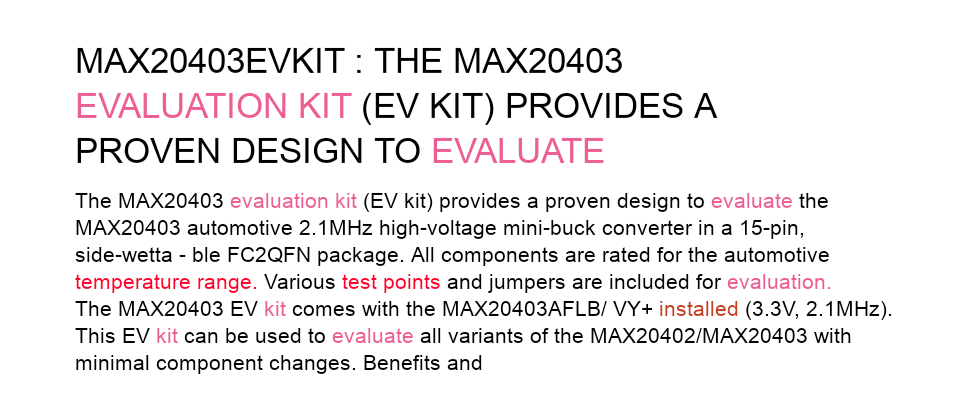 MAX20403EVKIT : THE MAX20403
EVALUATION KIT (EV KIT) PROVIDES A
PROVEN DESIGN TO EVALUATE
The MAX20403 evaluation kit (EV kit) provides a proven design to evaluate the
MAX20403 automotive 2.1MHz high-voltage mini-buck converter in a 15-pin,
side-wetta - ble FC2QFN package. All components are rated for the automotive
temperature range. Various test points and jumpers are included for evaluation.
The MAX20403 EV kit comes with the MAX20403AFLB/ VY+ installed (3.3V, 2.1MHz).
This EV kit can be used to evaluate all variants of the MAX20402/MAX20403 with
minimal component changes. Benefits and